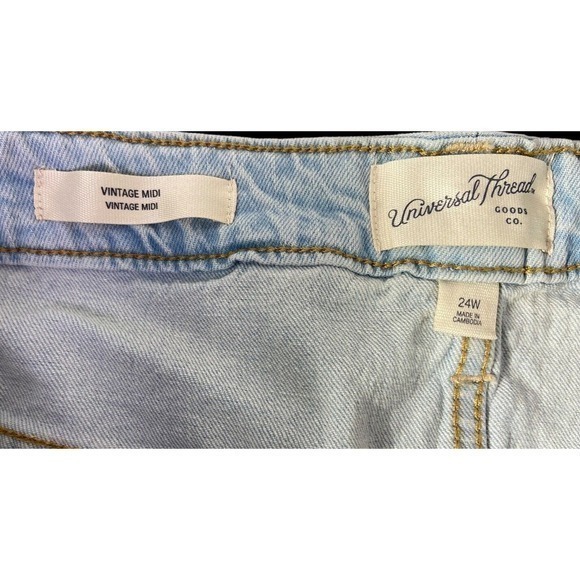 VINTAGE MIDI
VINTAGE MIDI
Universal Thread
GOODS
CO.
24W
MADE IN
CAMBODIA